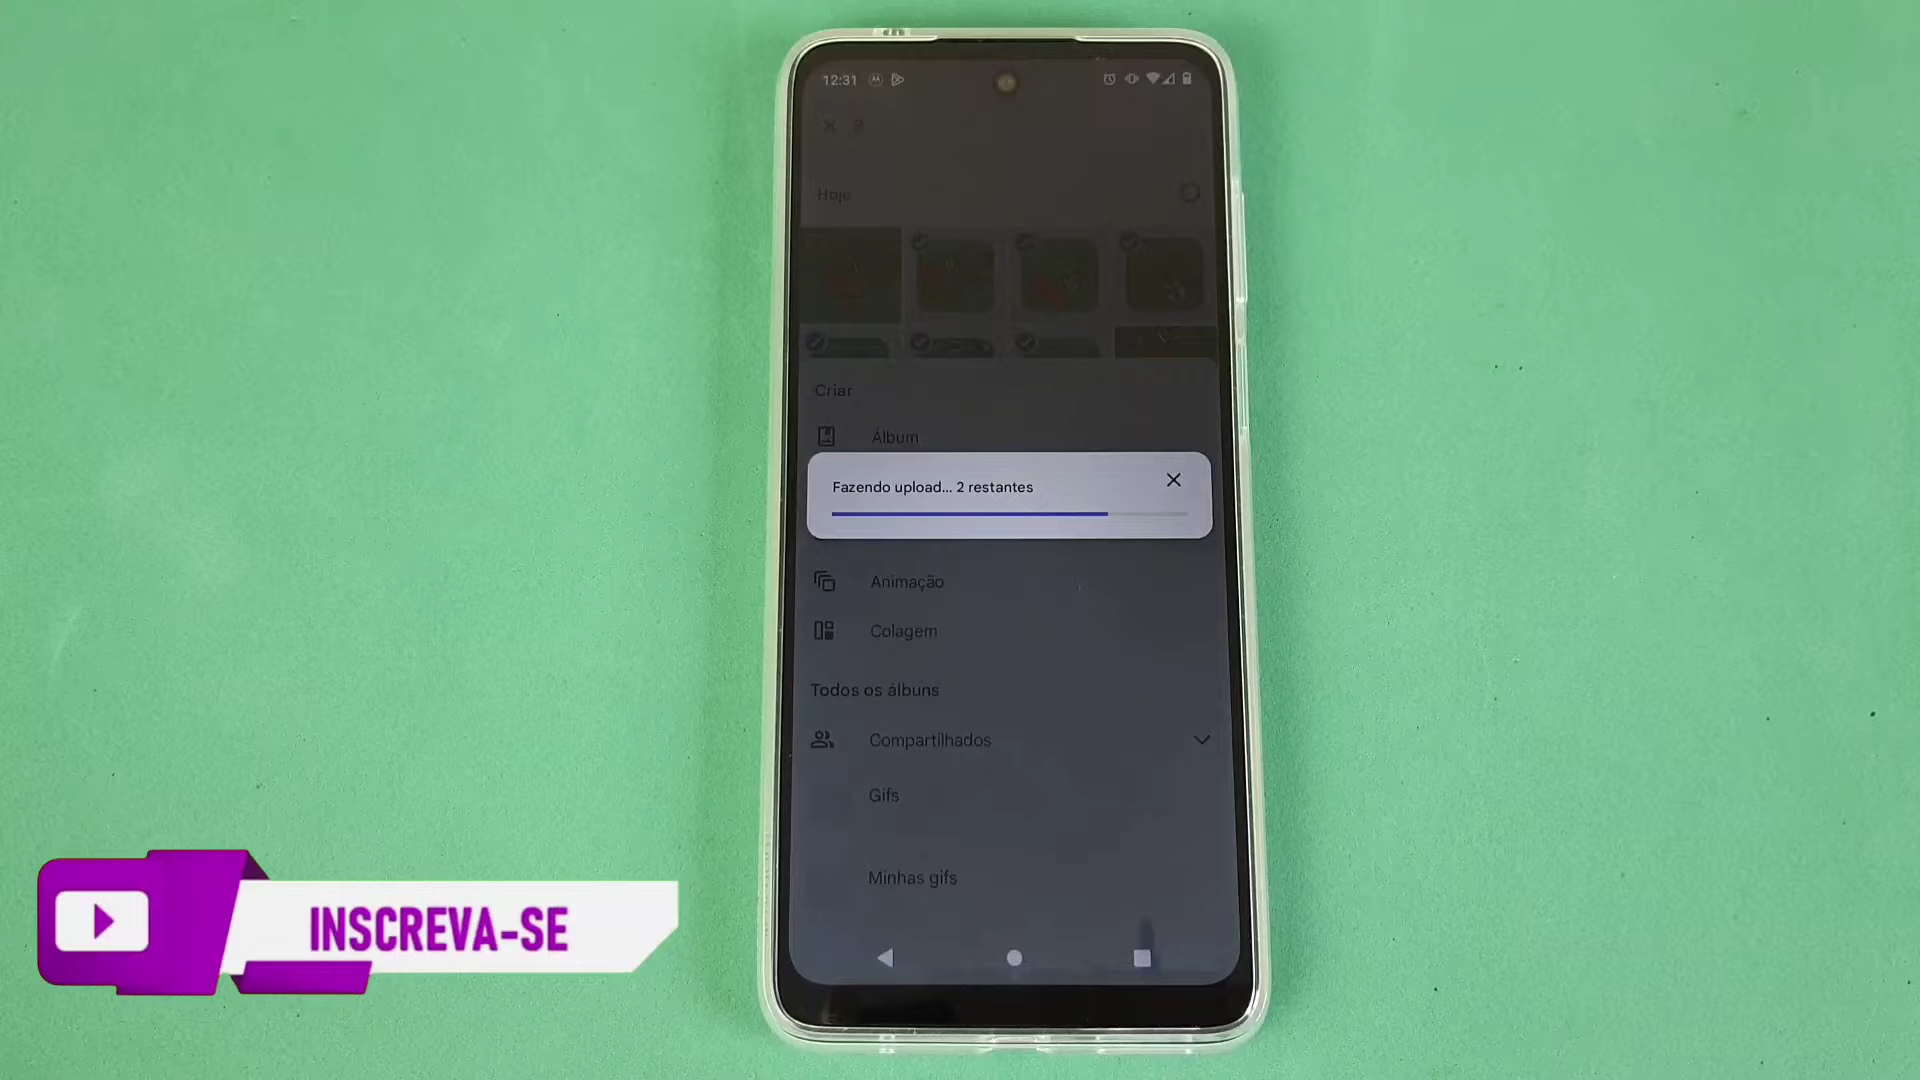 12:31
Hoje
Criar
Álbum
Fazendo upload... 2 restantes
Animação
Colagem
Todos os álbuns
Compartilhados
Gifs
Minhas gifs
INSCREVA-SE